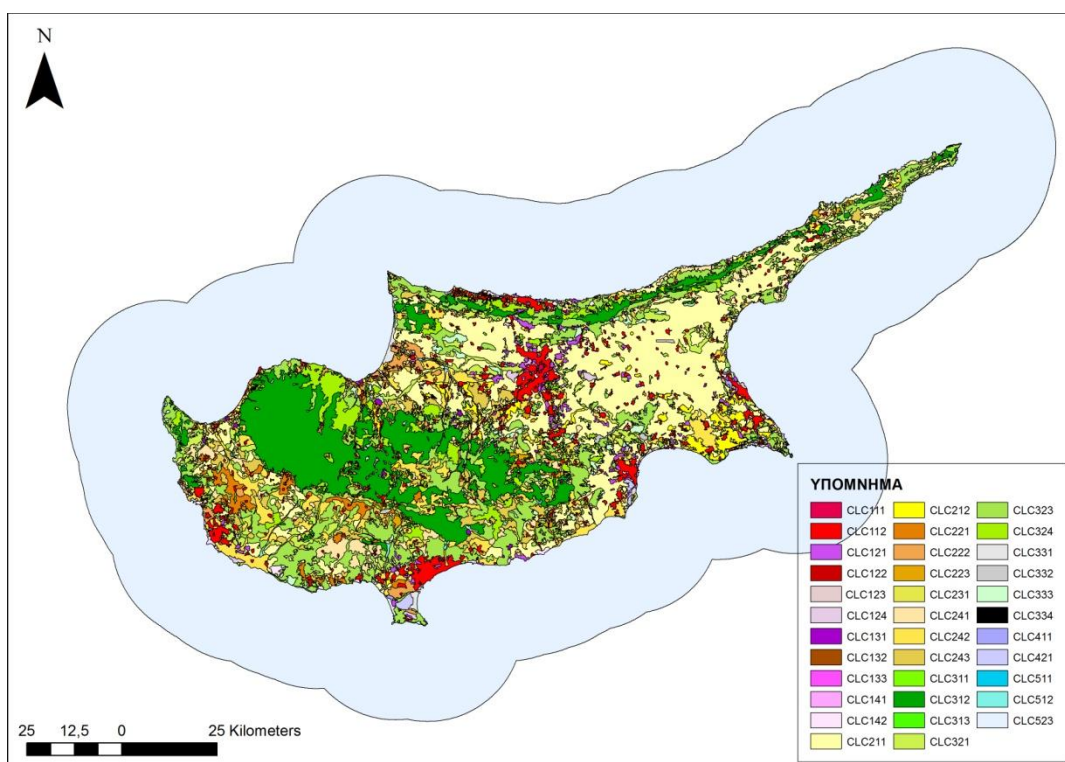 N
ΥΠΟΜΝΗΜΑ
CLC111 CLC212 CLC323
CLC112 CLC221 CLC324
CLC121 CLC222 CLC331
CLC122 CLC223 CLC332
CLC123 CLC231 CLC333
CLC124 CLC241 CLC334
CLC131 CLC242 CLC411
CLC132 CLC243 CLC421
CLC133 CLC311 CLC511
CLC141 CLC312 CLC512
CLC142 CLC313 CLC523
CLC211 CLC321
25 12,5 0 25 Kilometers